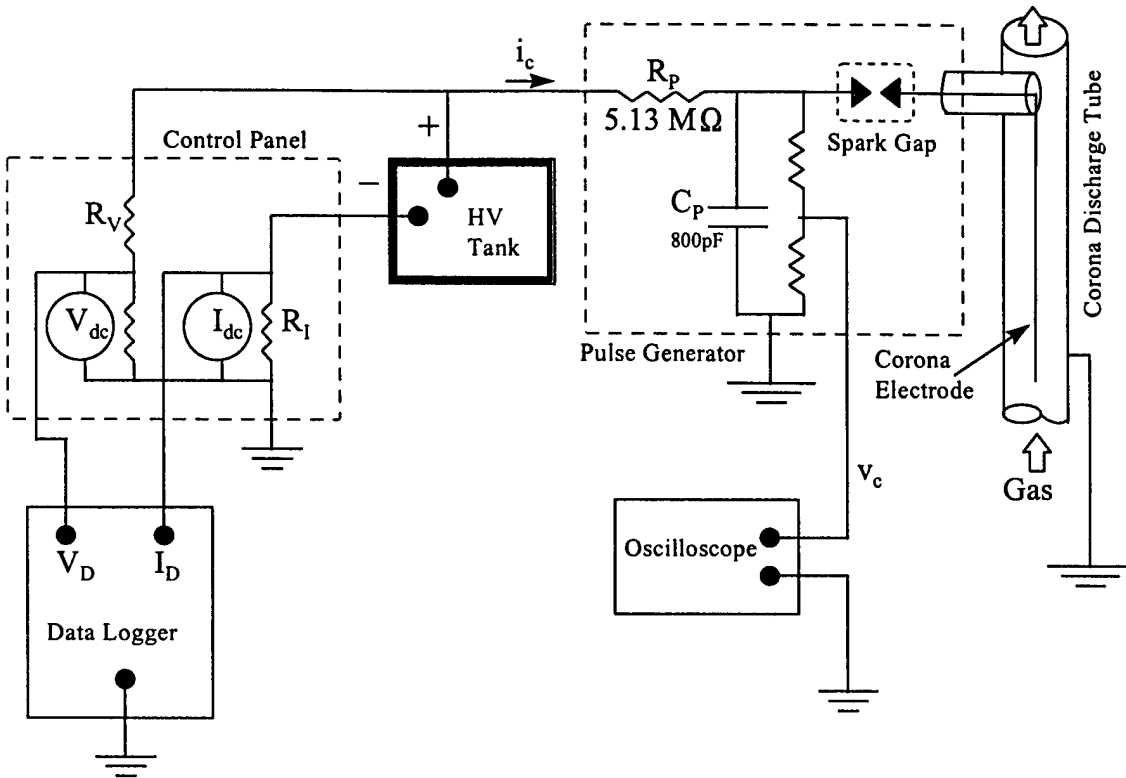 i_c
R_P
5.13 MΩ
Spark Gap
Corona Discharge Tube
Control Panel
+
−
HV
Tank
R_V
C_P
800pF
V_dc
I_dc
R_I
Pulse Generator
Corona
Electrode
Gas
v_c
V_D
I_D
Oscilloscope
Data Logger